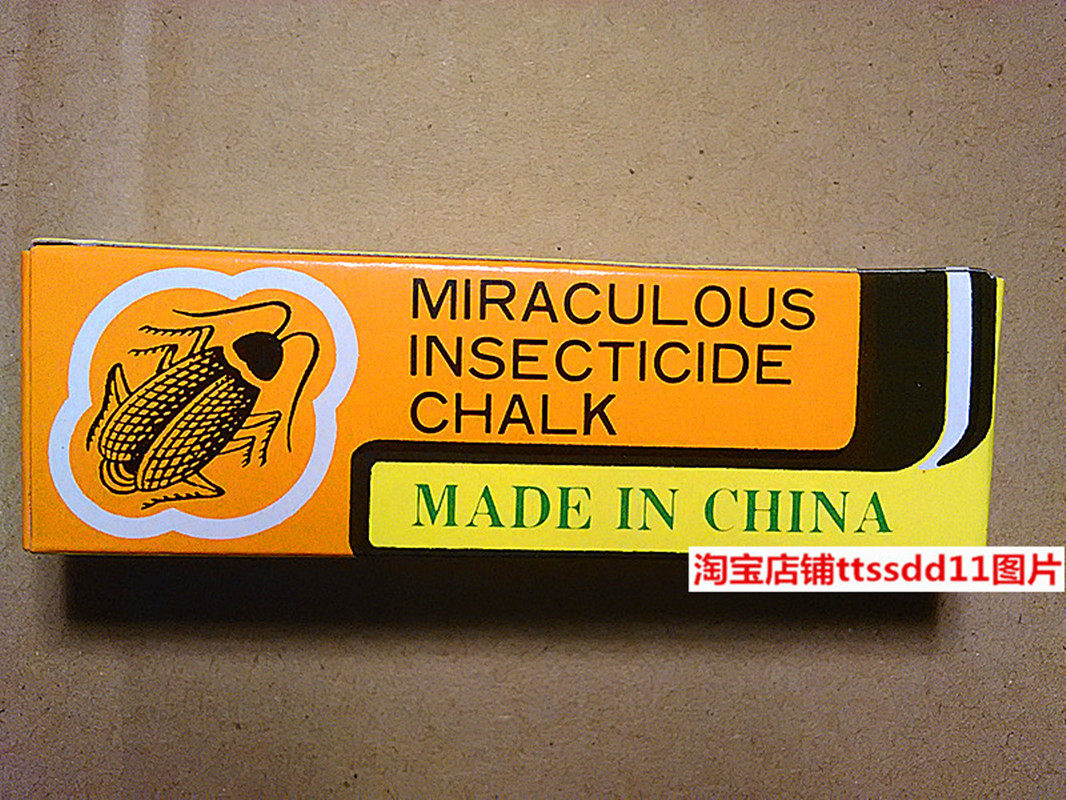 MIRACULOUS
INSECTICIDE
CHALK
MADE IN CHINA
淘宝店铺ttssdd11图片